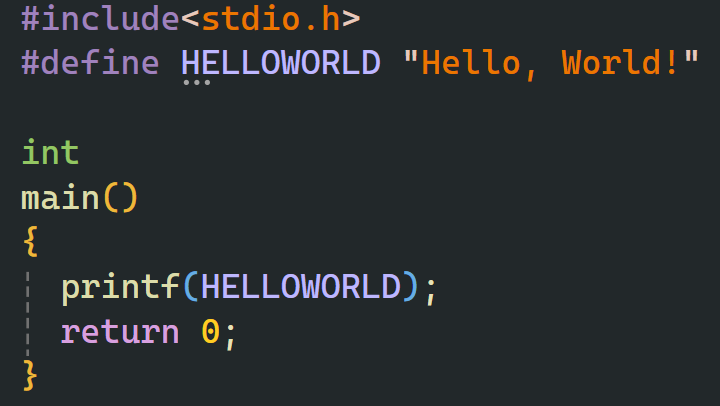 #include<stdio.h>
#define HELLOWORLD "Hello, World!"
int
main()
{
printf(HELLOWORLD);
return 0;
}